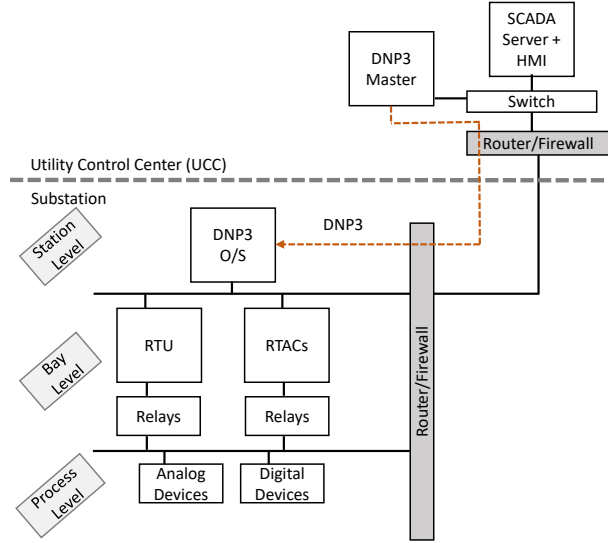 SCADA
Server +
HMI
DNP3
Master
Switch
Router/Firewall
Utility Control Center (UCC)
Substation
Station
Level
DNP3
O/S
DNP3
Bay
Level
RTU
RTACs
Router/Firewall
Relays
Relays
Process
Level
Analog
Devices
Digital
Devices